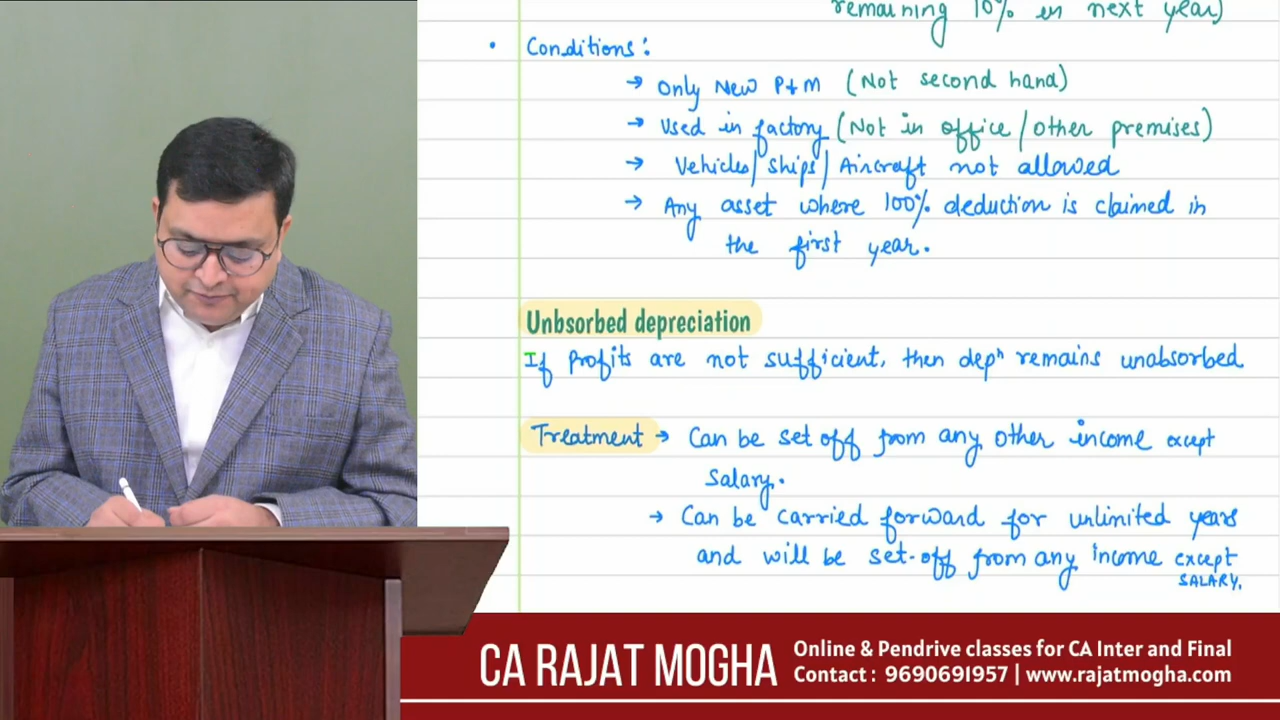 remaining 10% in next year)
• Conditions:
→ Only New P+M (Not second hand)
→ Used in factory (Not in office / other premises)
→ Vehicles/ Ships/ Aircraft not allowed
→ Any asset where 100% deduction is claimed in
the first year.
Unbsorbed depreciation
If Profits are not sufficient, then depⁿ remains unabsorbed
Treatment → Can be set off from any other income except
Salary.
→ Can be carried forward for unlimited years
and will be set-off from any income except
SALARY.
CA RAJAT MOGHA
Online & Pendrive classes for CA Inter and Final
Contact : 9690691957 | www.rajatmogha.com